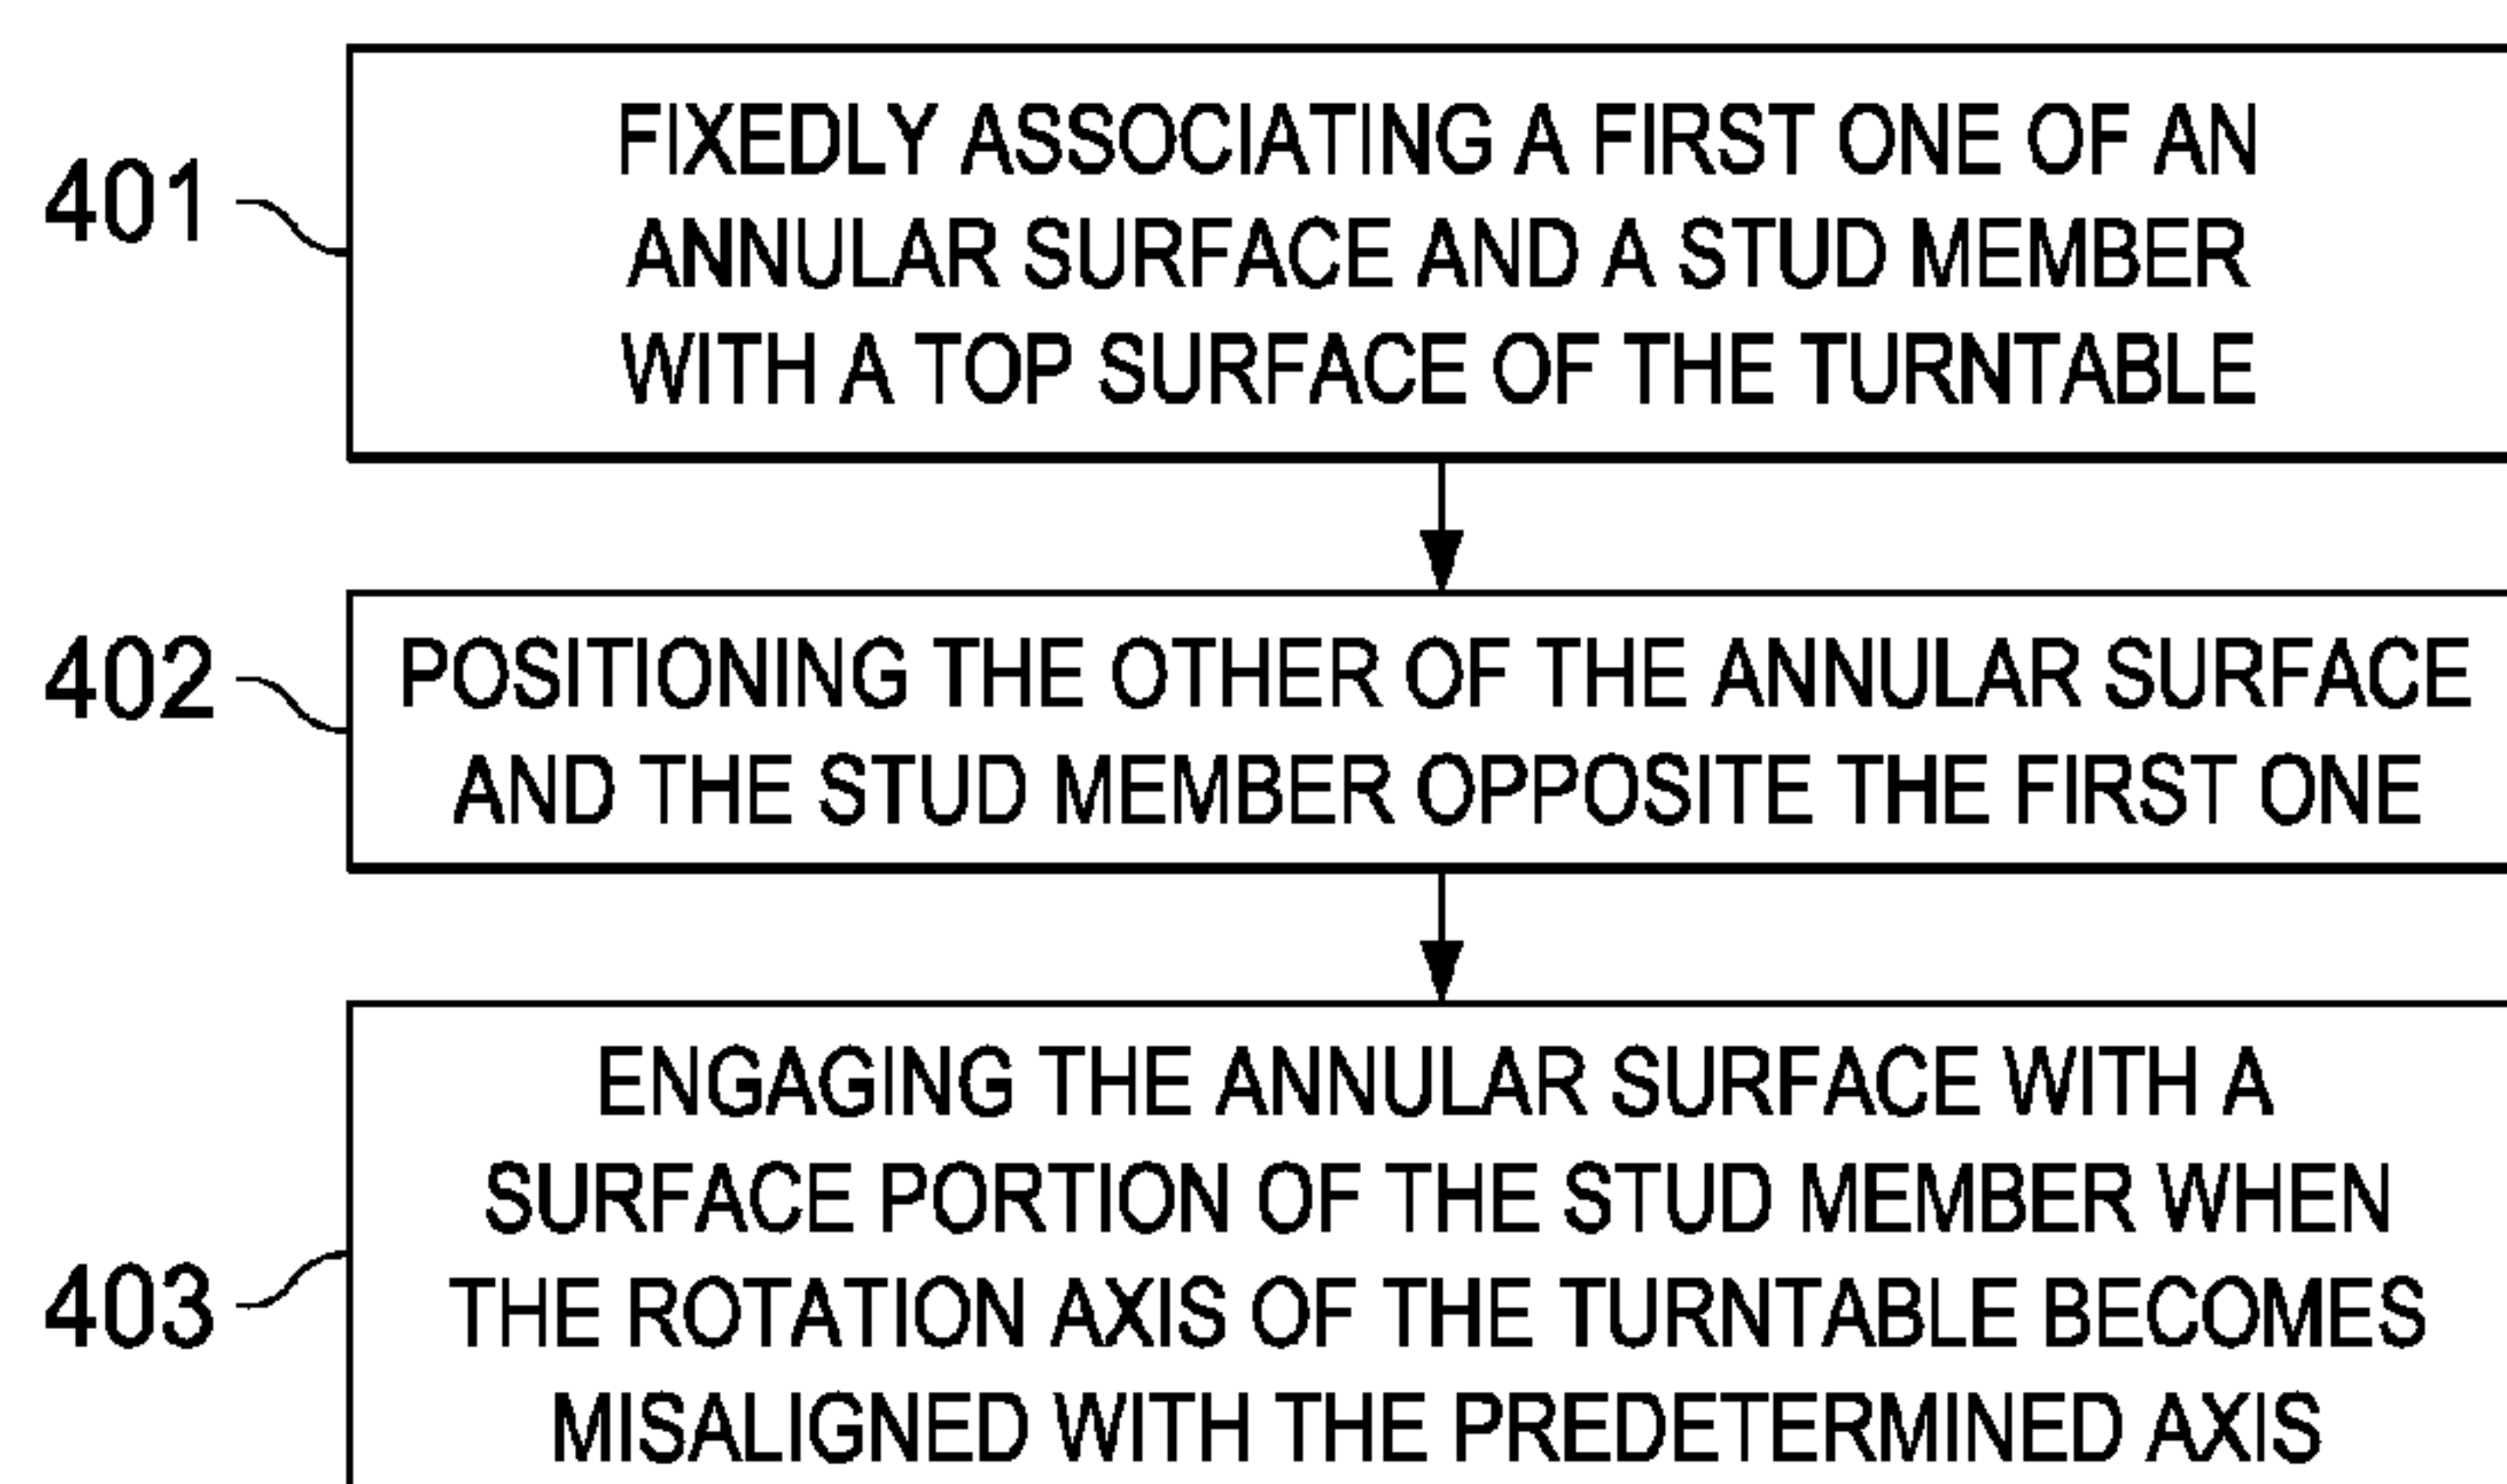 401
FIXEDLY ASSOCIATING A FIRST ONE OF AN
ANNULAR SURFACE AND A STUD MEMBER
WITH A TOP SURFACE OF THE TURNTABLE
402
POSITIONING THE OTHER OF THE ANNULAR SURFACE
AND THE STUD MEMBER OPPOSITE THE FIRST ONE
403
ENGAGING THE ANNULAR SURFACE WITH A
SURFACE PORTION OF THE STUD MEMBER WHEN
THE ROTATION AXIS OF THE TURNTABLE BECOMES
MISALIGNED WITH THE PREDETERMINED AXIS